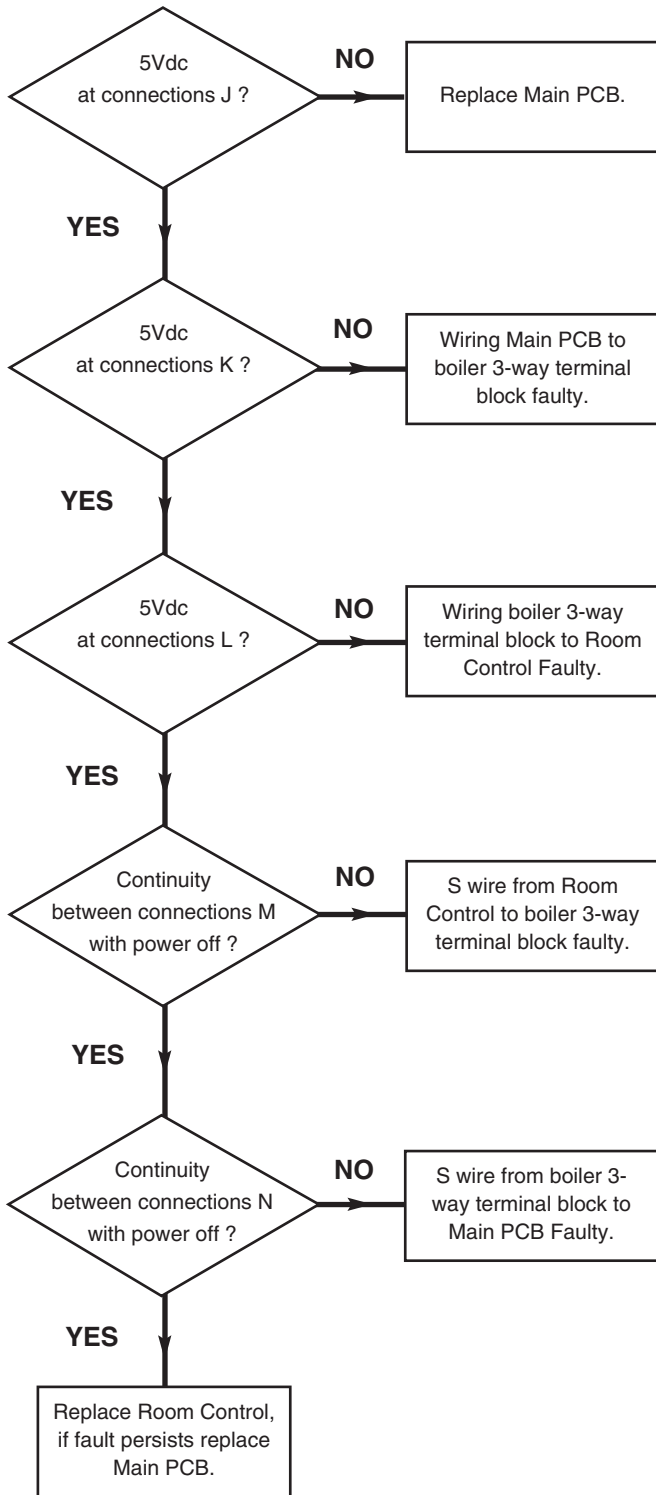 5Vdc
at connections J ?
NO
Replace Main PCB.
YES
5Vdc
at connections K ?
NO
Wiring Main PCB to
boiler 3-way terminal
block faulty.
YES
5Vdc
at connections L ?
NO
Wiring boiler 3-way
terminal block to Room
Control Faulty.
YES
Continuity
between connections M
with power off ?
NO
S wire from Room
Control to boiler 3-way
terminal block faulty.
YES
Continuity
between connections N
with power off ?
NO
S wire from boiler 3-
way terminal block to
Main PCB Faulty.
YES
Replace Room Control,
if fault persists replace
Main PCB.